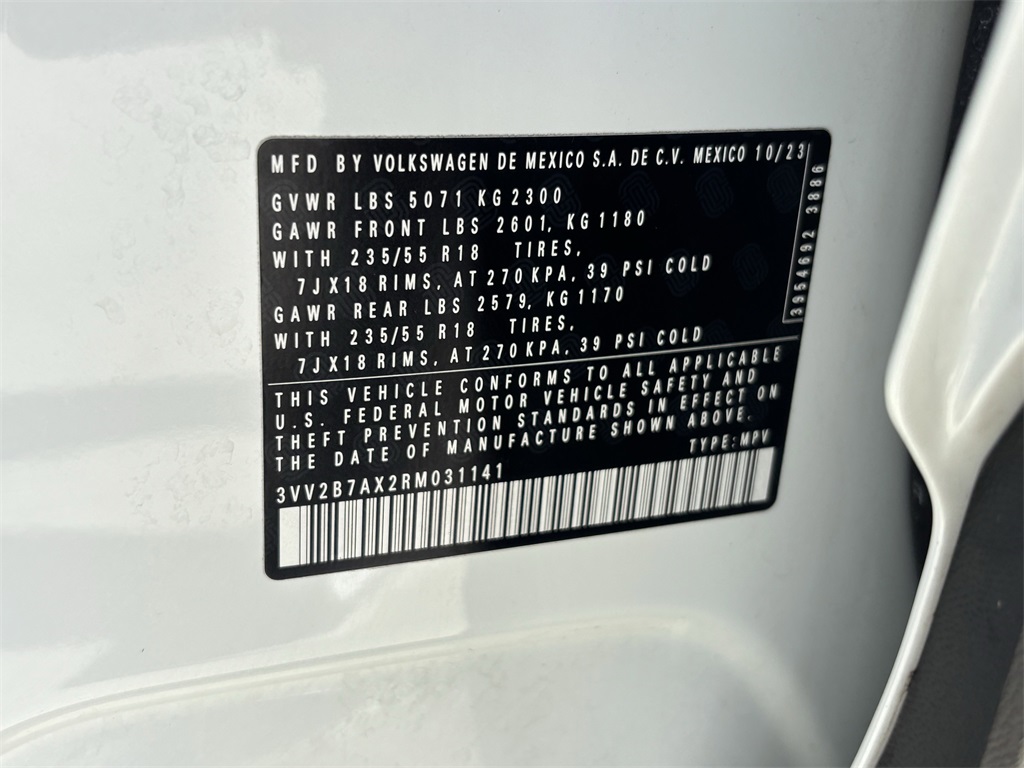 MFD BY VOLKSWAGEN DE MEXICO S.A. DE C.V. MEXICO 10/23
GVWR LBS 5071 KG 2300
GAWR FRONT LBS 2601, KG 1180
WITH 235/55 R18 TIRES,
7JX18 RIMS, AT 270 KPA, 39 PSI COLD
GAWR REAR LBS 2579, KG 1170
WITH 235/55 R18 TIRES,
7JX18 RIMS, AT 270 KPA, 39 PSI COLD
3954692 3886
THIS VEHICLE CONFORMS TO ALL APPLICABLE
U.S. FEDERAL MOTOR VEHICLE SAFETY AND
THEFT PREVENTION STANDARDS IN EFFECT ON
THE DATE OF MANUFACTURE SHOWN ABOVE.
TYPE: MPV
3VV2B7AX2RM031141